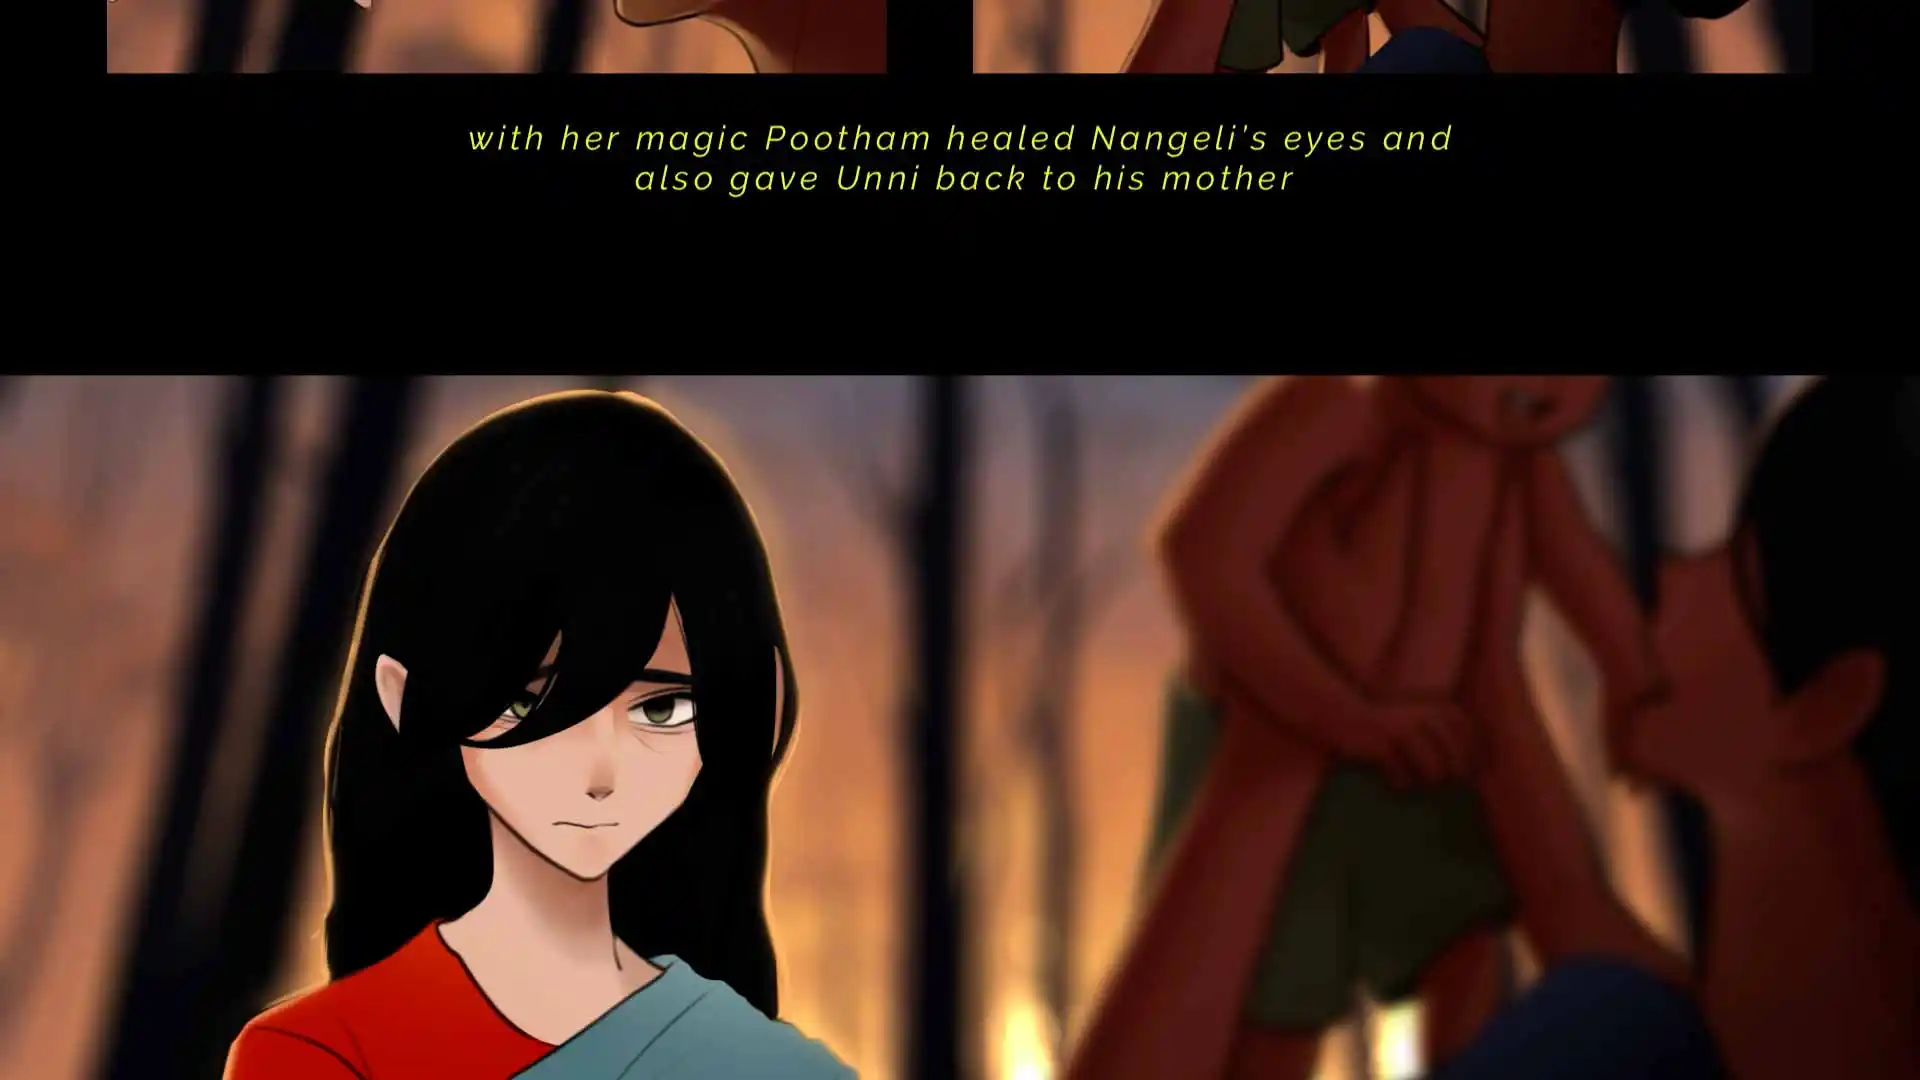 with her magic Pootham healed Nangeli's eyes and
also gave Unni back to his mother